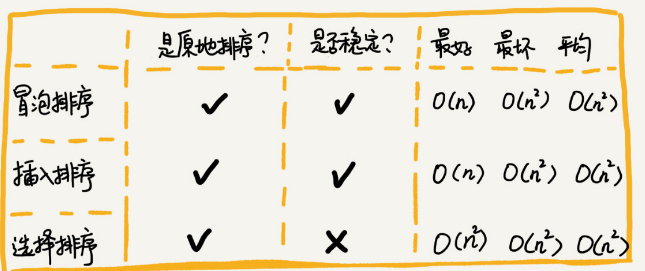 是原地排序? 是否稳定? 最好 最坏 平均
冒泡排序 ✓ ✓ O(n) O(n²) O(n²)
插入排序 ✓ ✓ O(n) O(n²) O(n²)
选择排序 ✓ ✗ O(n²) O(n²) O(n²)